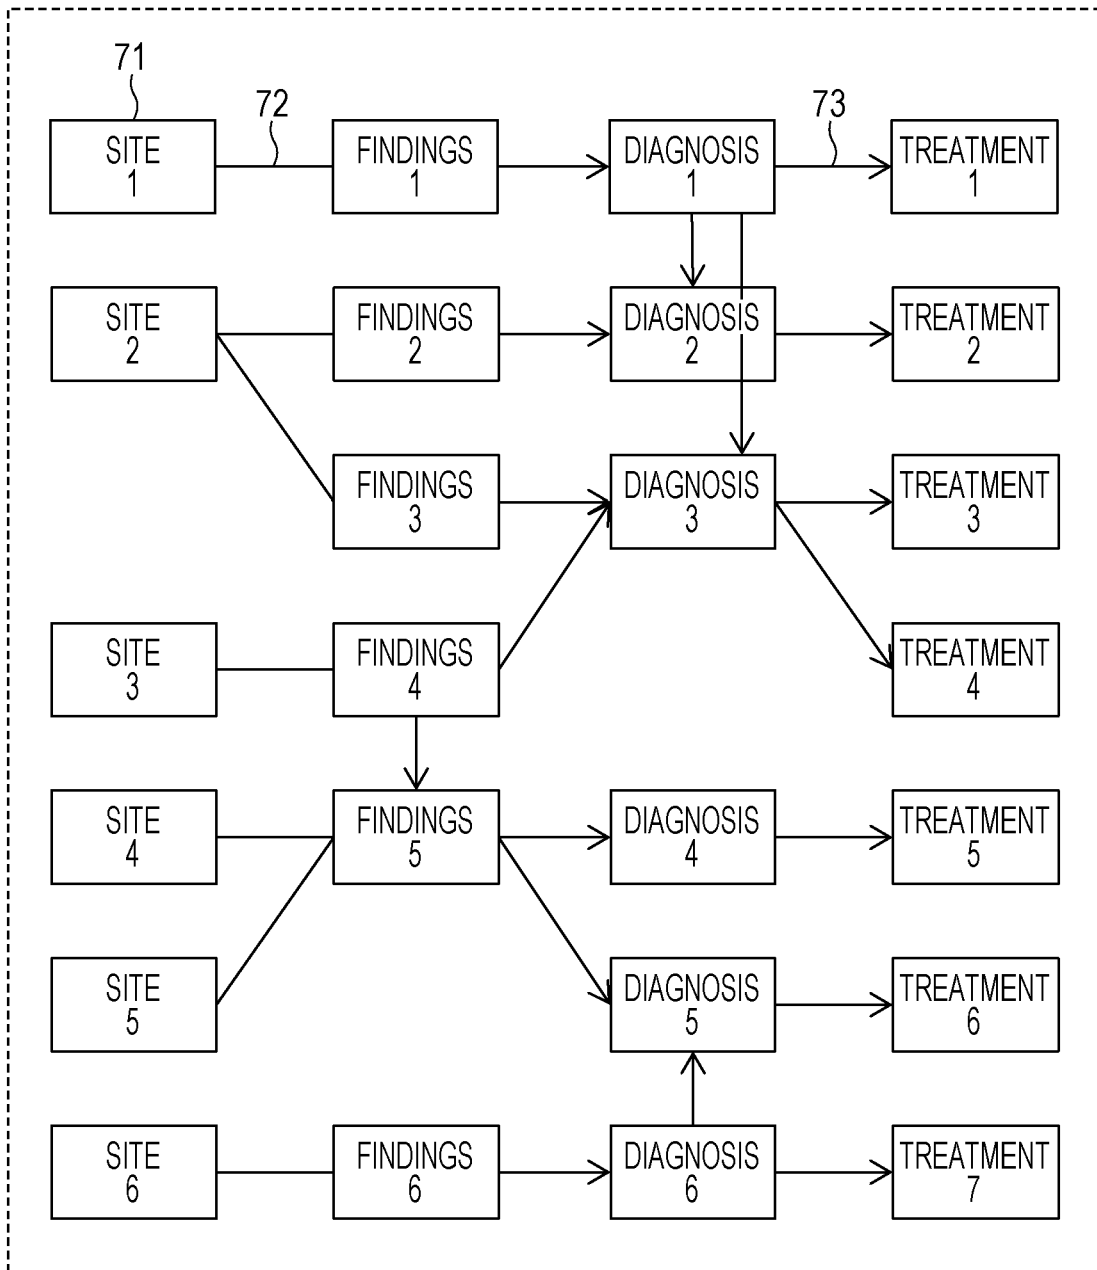 71
72
73
SITE
1
FINDINGS
1
DIAGNOSIS
1
TREATMENT
1
SITE
2
FINDINGS
2
DIAGNOSIS
2
TREATMENT
2
FINDINGS
3
DIAGNOSIS
3
TREATMENT
3
SITE
3
FINDINGS
4
TREATMENT
4
SITE
4
FINDINGS
5
DIAGNOSIS
4
TREATMENT
5
SITE
5
DIAGNOSIS
5
TREATMENT
6
SITE
6
FINDINGS
6
DIAGNOSIS
6
TREATMENT
7